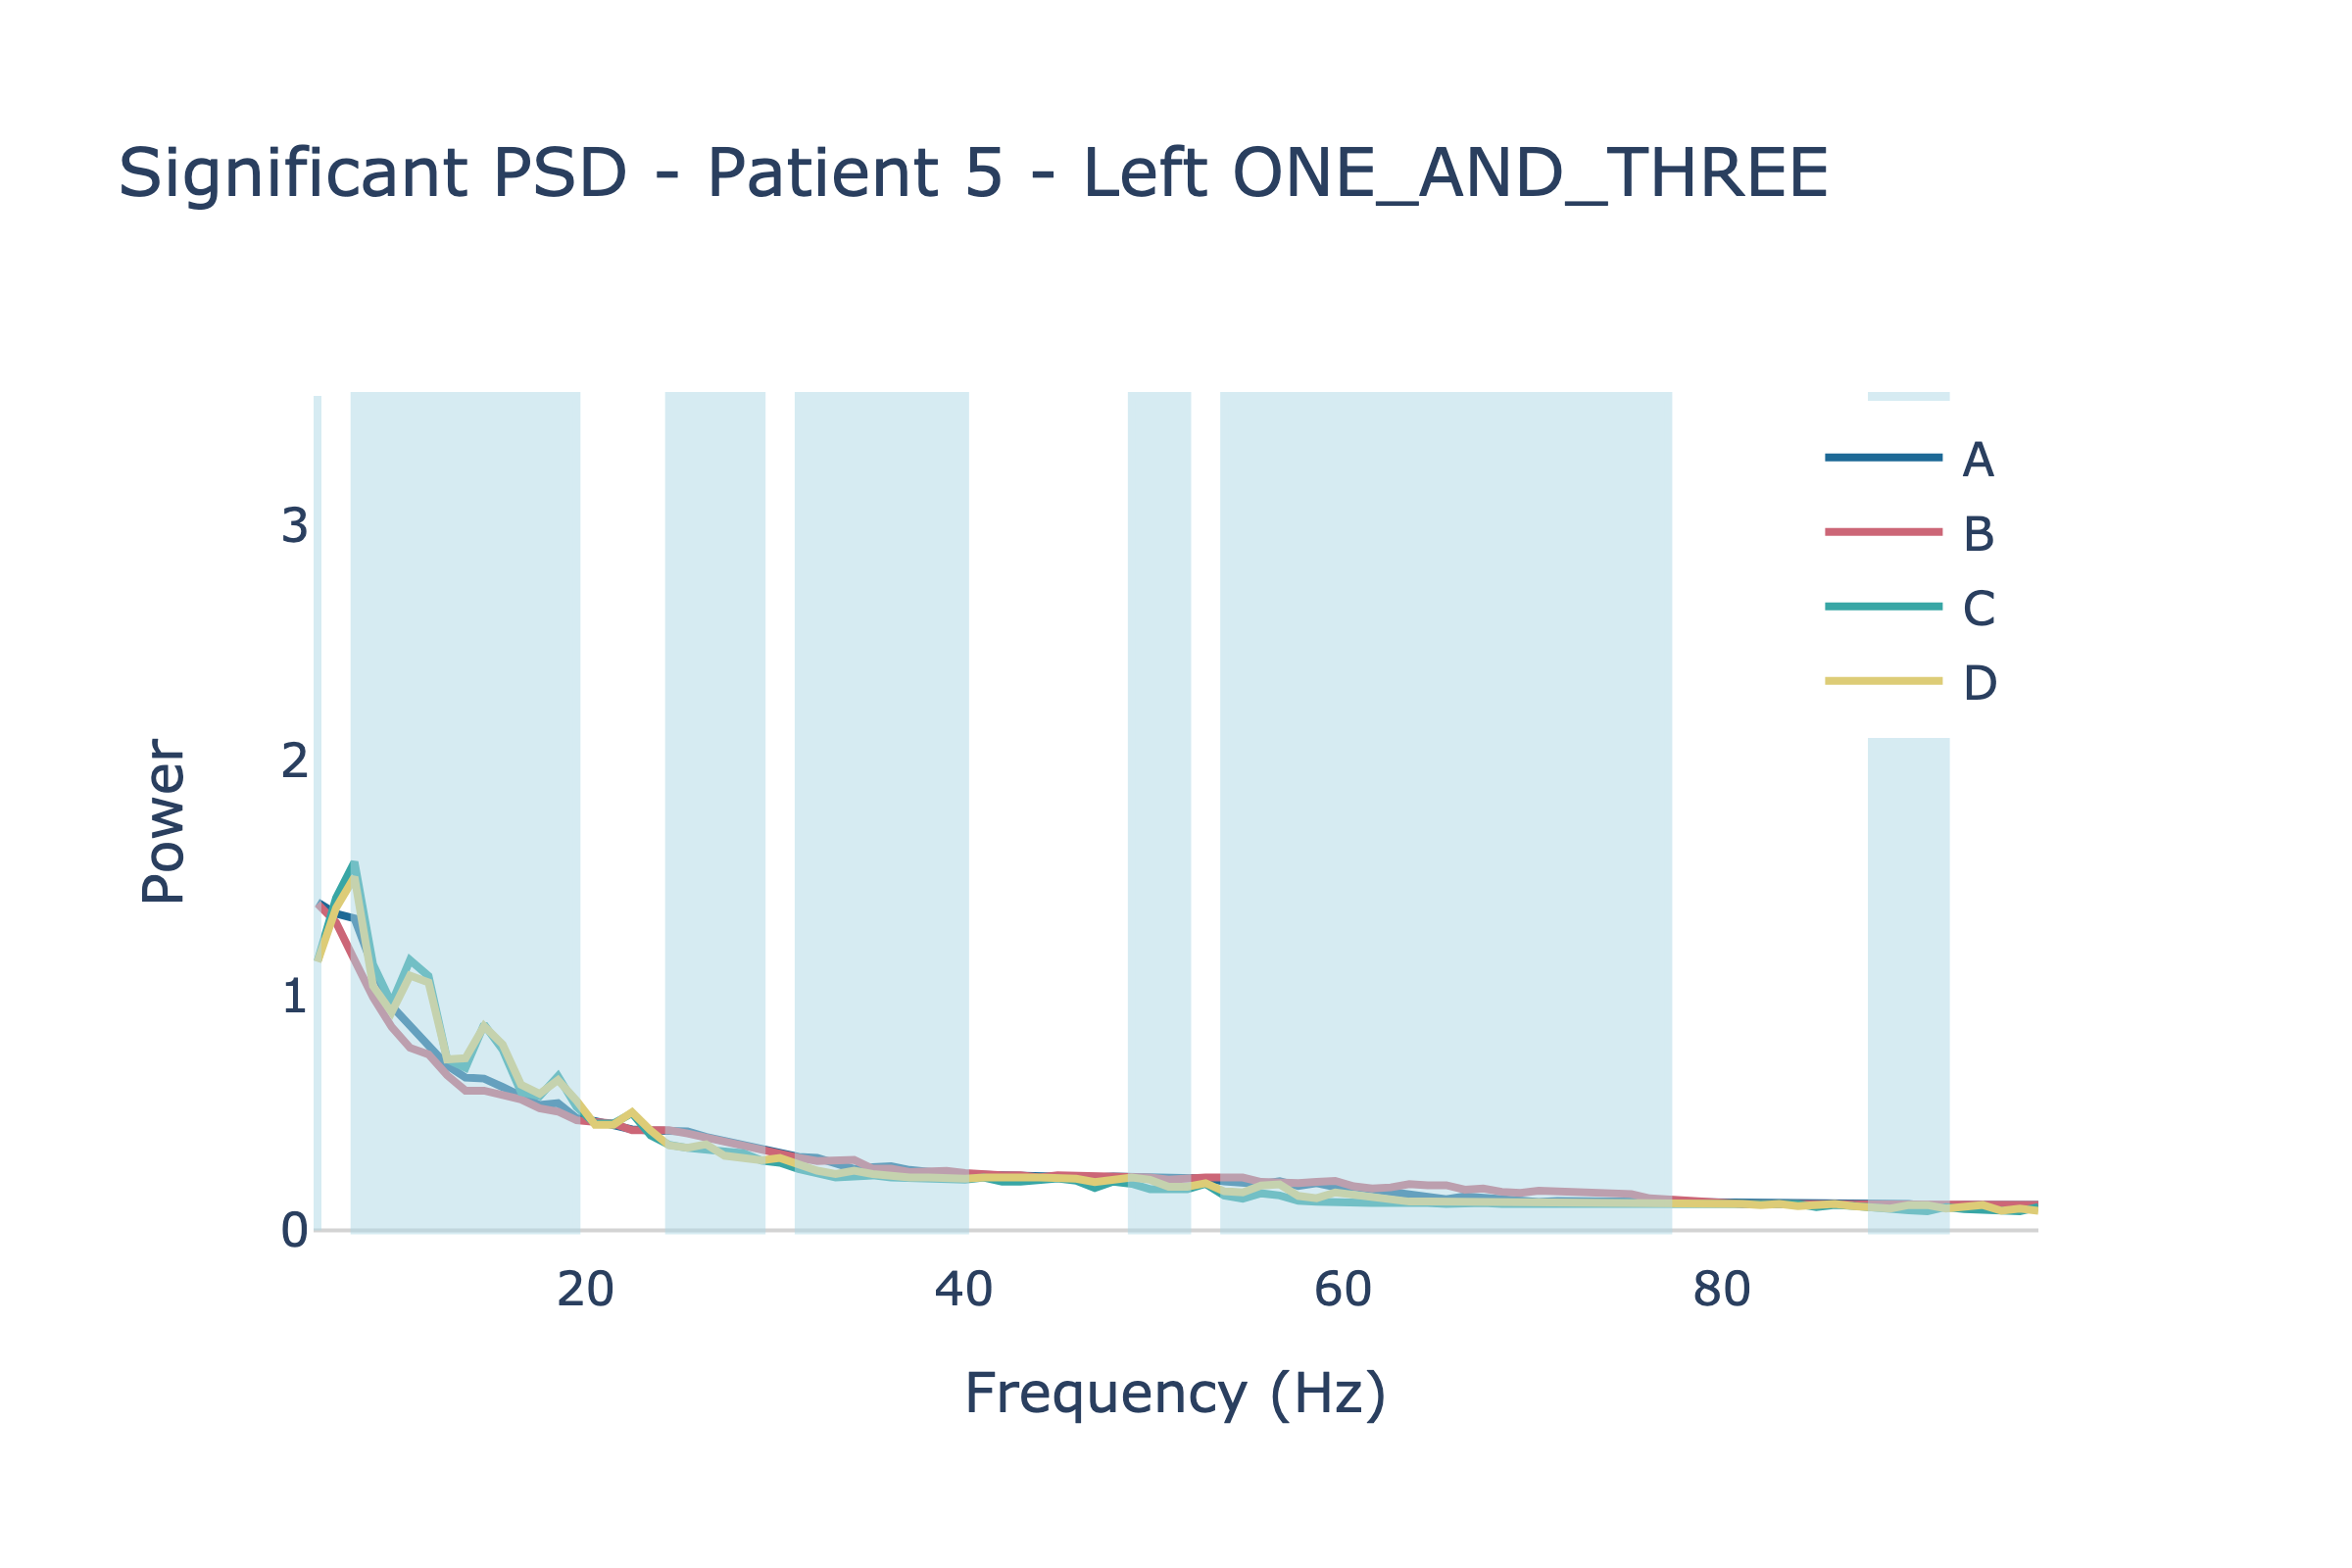 Significant PSD - Patient 5 - Left ONE_AND_THREE
A
B
C
D
3
2
1
0
Power
20 40 60 80
Frequency (Hz)